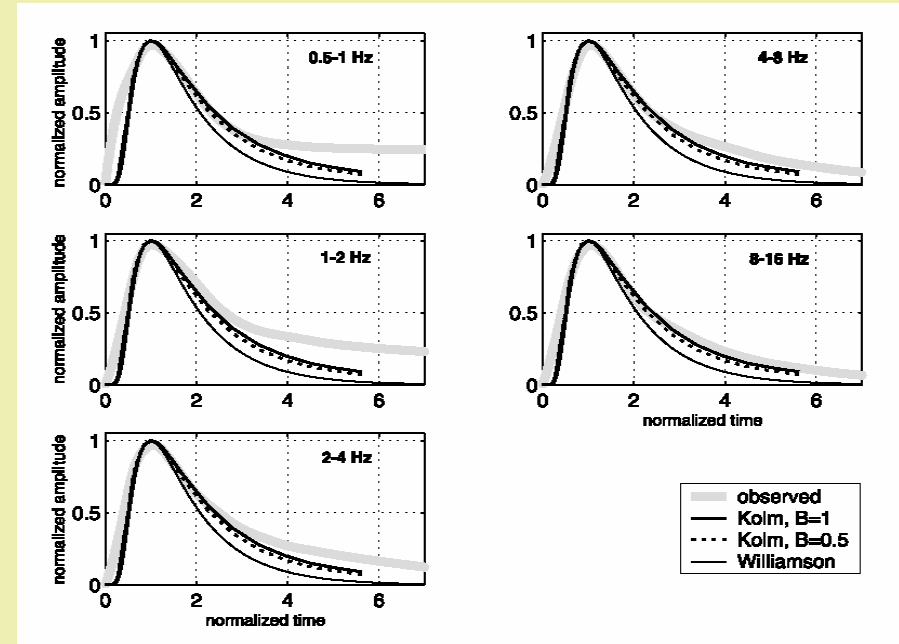 normalized amplitude
1
0.5
0
0 2 4 6
0.5-1 Hz
1
0.5
0
0 2 4 6
4-8 Hz
normalized amplitude
1
0.5
0
0 2 4 6
1-2 Hz
1
0.5
0
0 2 4 6
8-16 Hz
normalized time
normalized amplitude
1
0.5
0
0 2 4 6
2-4 Hz
normalized time
observed
Kolm, B=1
Kolm, B=0.5
Williamson